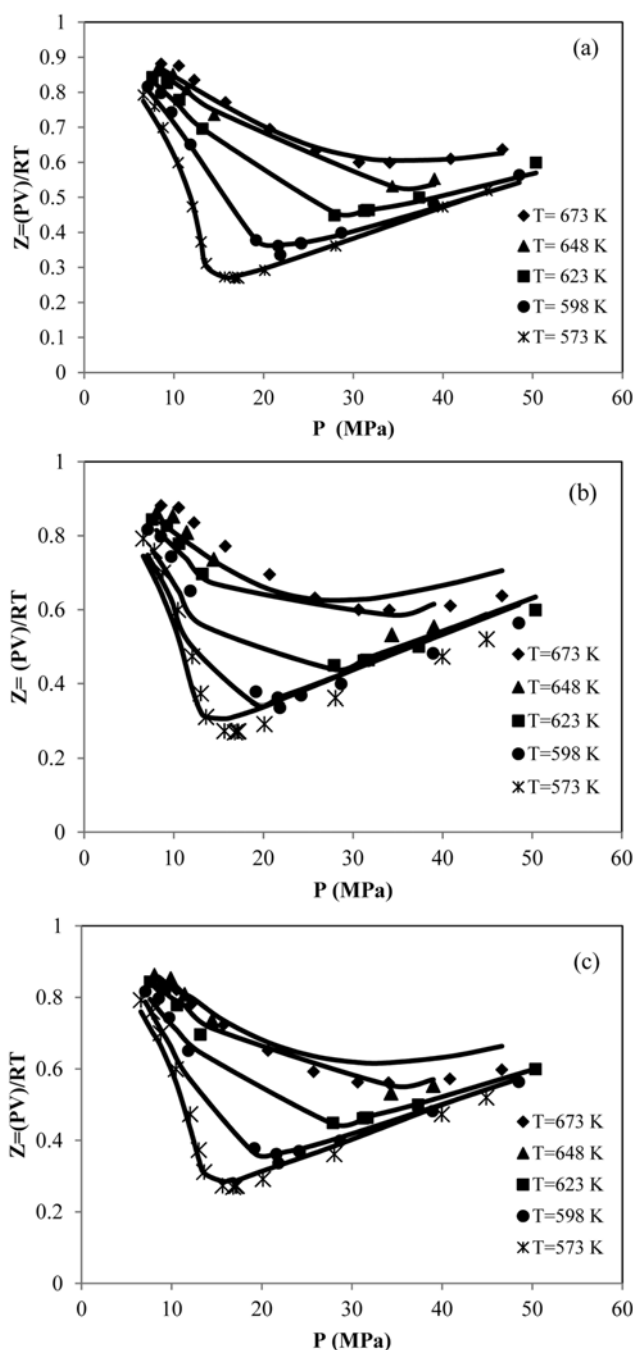 (a)
Z=(PV)/RT
1
0.9
0.8
0.7
0.6
0.5
0.4
0.3
0.2
0.1
0
T= 673 K
T= 648 K
T= 623 K
T= 598 K
T= 573 K
0 10 20 30 40 50 60
P (MPa)
(b)
Z= (PV)/RT
1
0.8
0.6
0.4
0.2
0
T=673 K
T=648 K
T=623 K
T=598 K
T=573 K
0 10 20 30 40 50 60
P (MPa)
(c)
Z=(PV)/RT
1
0.8
0.6
0.4
0.2
0
T=673 K
T=648 K
T=623 K
T=598 K
T=573 K
0 10 20 30 40 50 60
P (MPa)